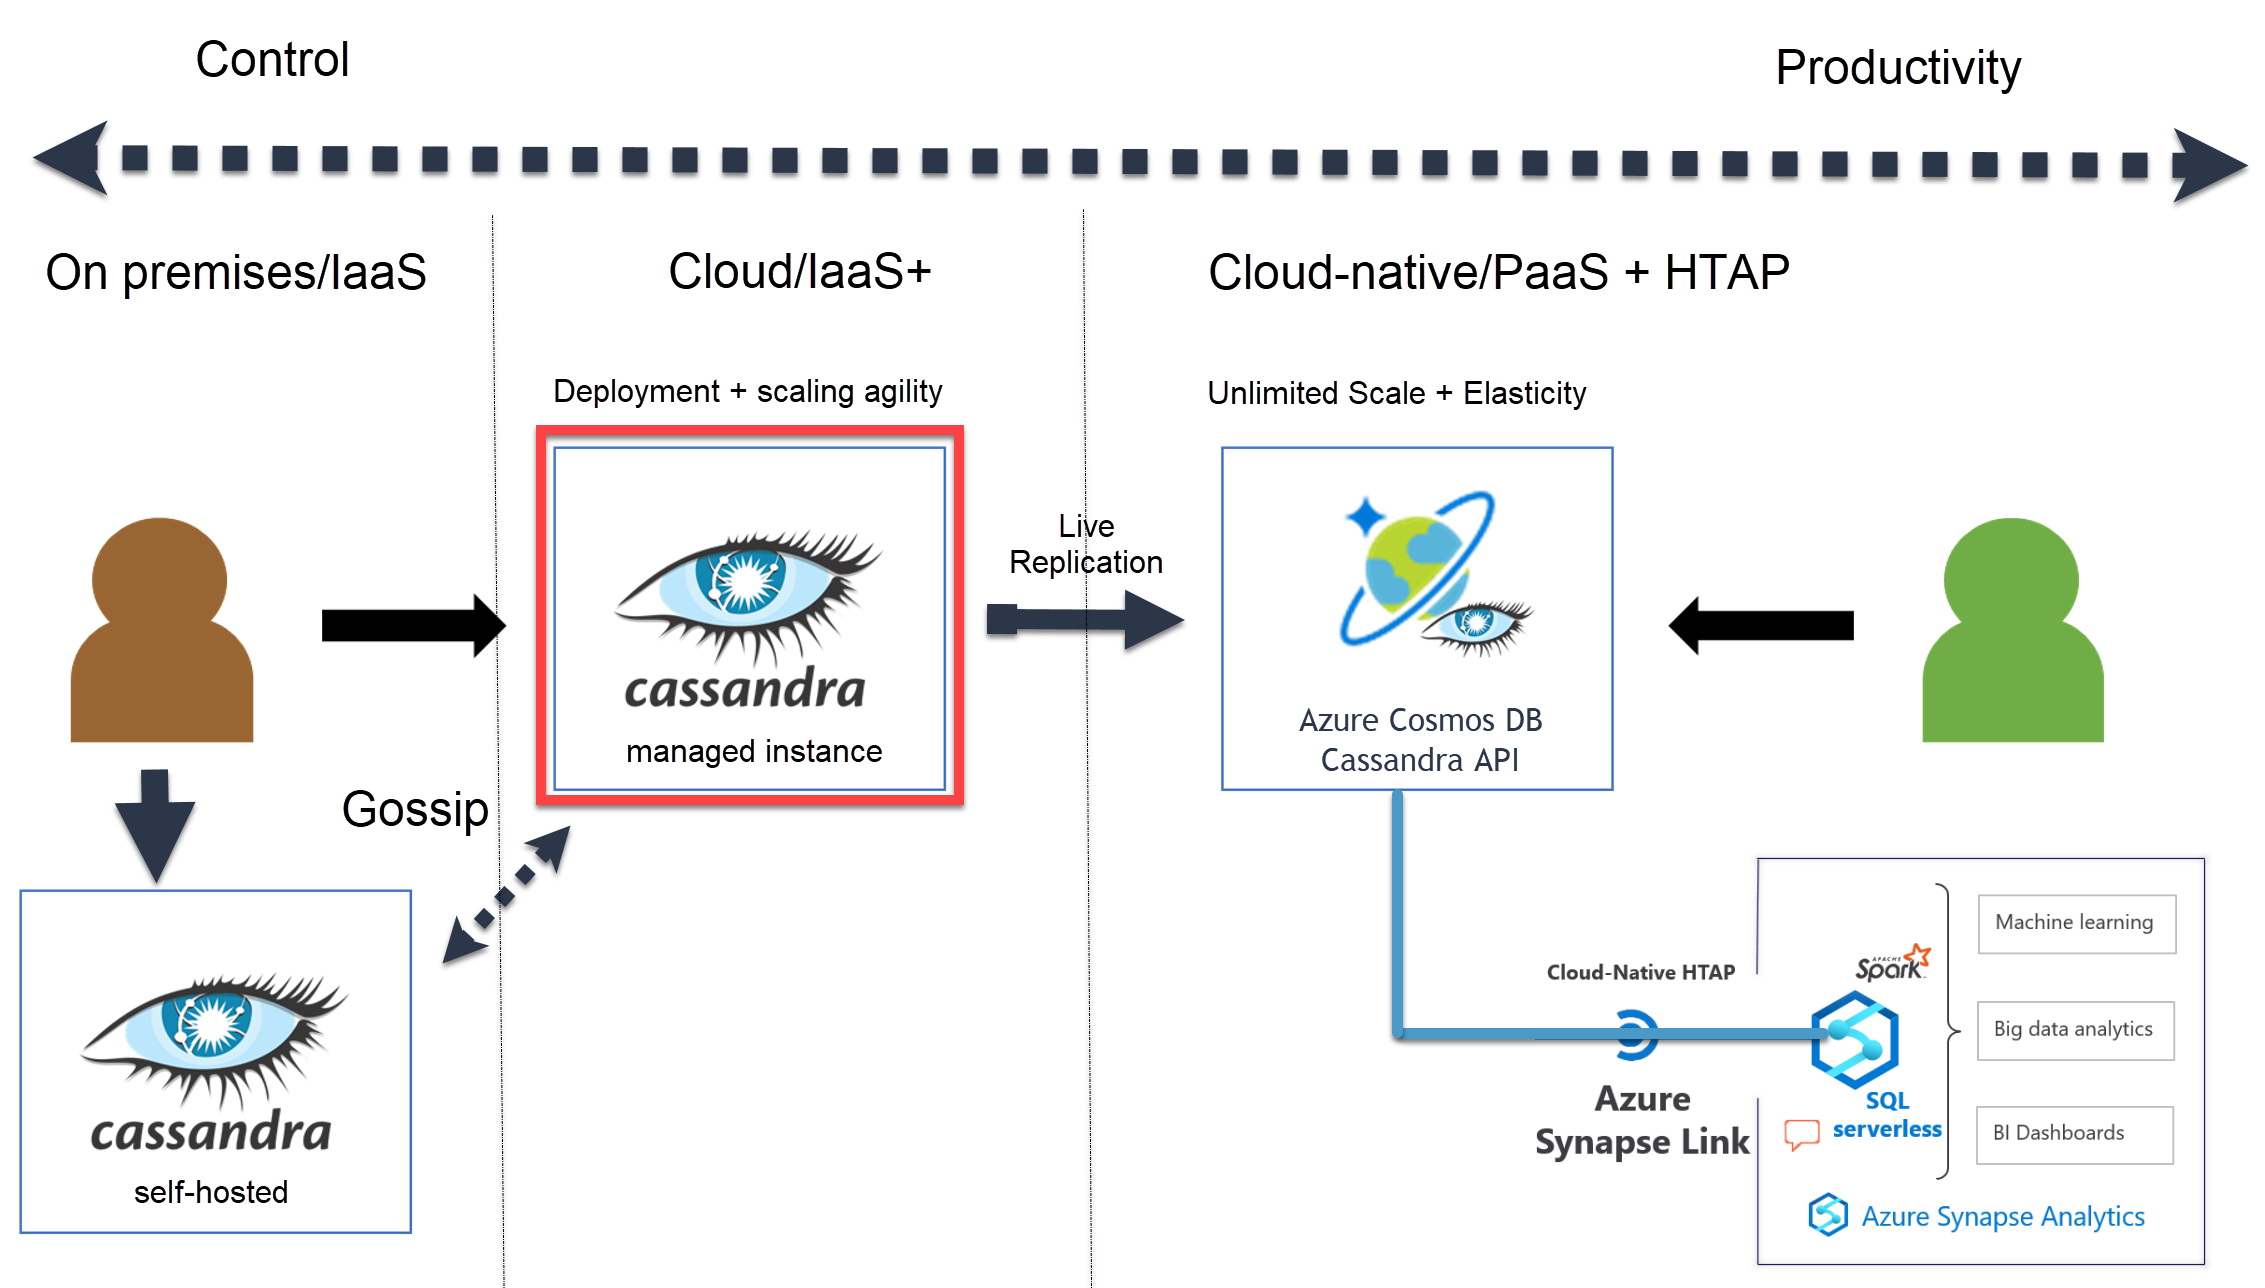 Control
Productivity
On premises/IaaS
Cloud/IaaS+
Cloud-native/PaaS + HTAP
Deployment + scaling agility
Unlimited Scale + Elasticity
Live
Replication
cassandra
managed instance
Azure Cosmos DB
Cassandra API
Gossip
cassandra
self-hosted
Cloud-Native HTAP
Azure
Synapse Link
APACHE
Spark
SQL
serverless
Machine learning
Big data analytics
BI Dashboards
Azure Synapse Analytics